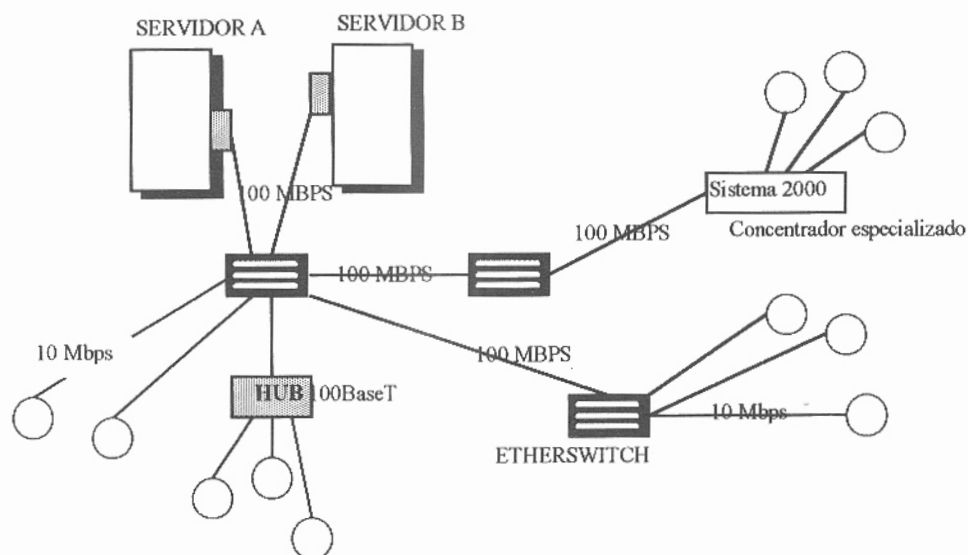 SERVIDOR A
SERVIDOR B
100 MBPS
Sistema 2000
Concentrador especializado
100 MBPS
100 MBPS
10 Mbps
100 MBPS
HUB 100BaseT
10 Mbps
ETHERSWITCH